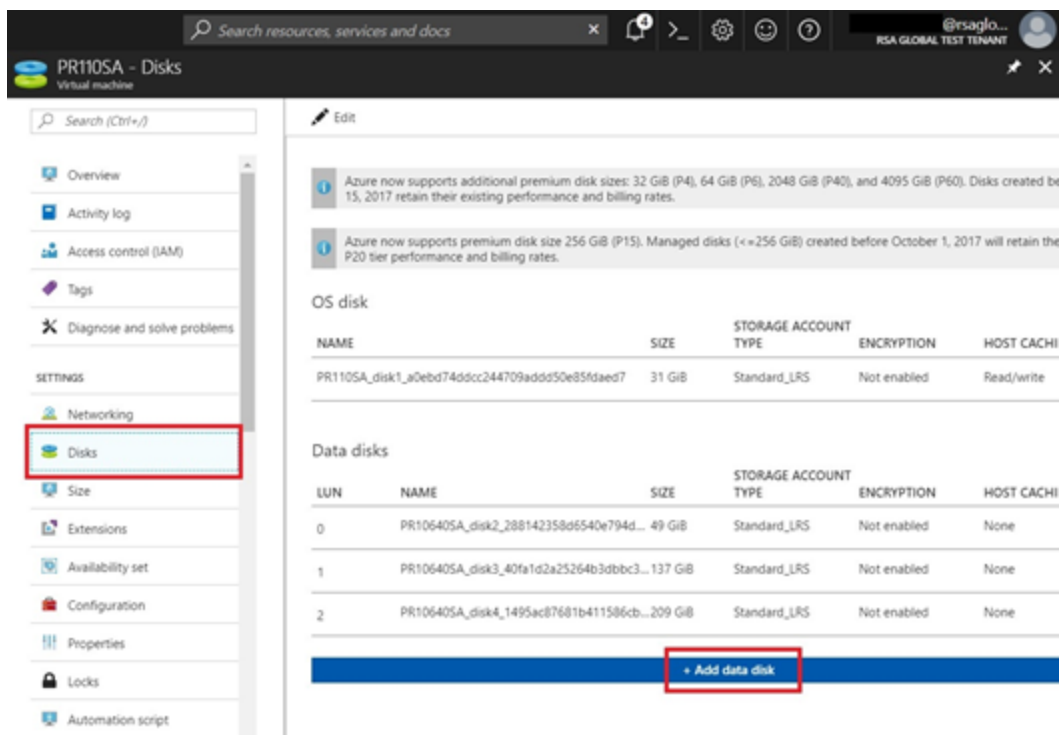 Search resources, services and docs
4
@rsaglo...
RSA GLOBAL TEST TENANT
PR110SA - Disks
Virtual machine
Search (Ctrl+/)
Overview
Activity log
Access control (IAM)
Tags
Diagnose and solve problems
SETTINGS
Networking
Disks
Size
Extensions
Availability set
Configuration
Properties
Locks
Automation script
Edit
Azure now supports additional premium disk sizes: 32 GiB (P4), 64 GiB (P6), 2048 GiB (P40), and 4095 GiB (P60). Disks created be
15, 2017 retain their existing performance and billing rates.
Azure now supports premium disk size 256 GiB (P15). Managed disks (<=256 GiB) created before October 1, 2017 will retain the
P20 tier performance and billing rates.
OS disk
NAME SIZE STORAGE ACCOUNT TYPE ENCRYPTION HOST CACHI
PR110SA_disk1_a0ebd74ddcc244709addd50e85fdaed7 31 GiB Standard_LRS Not enabled Read/write
Data disks
LUN NAME SIZE STORAGE ACCOUNT TYPE ENCRYPTION HOST CACHI
0 PR10640SA_disk2_288142358d6540e794d... 49 GiB Standard_LRS Not enabled None
1 PR10640SA_disk3_40fa1d2a25264b3dbbc3... 137 GiB Standard_LRS Not enabled None
2 PR10640SA_disk4_1495ac87681b411586cb... 209 GiB Standard_LRS Not enabled None
+ Add data disk